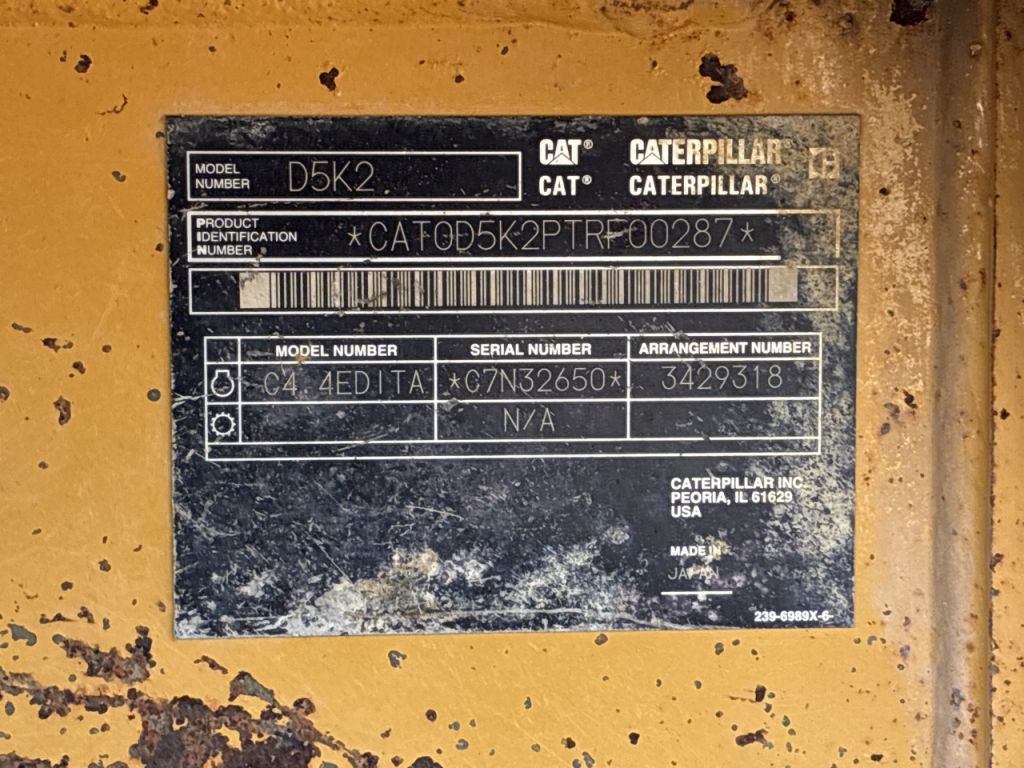 MODEL NUMBER D5K2
CAT® CATERPILLAR®
CAT® CATERPILLAR®
PRODUCT IDENTIFICATION NUMBER *CAT0D5K2PTRF00287*
MODEL NUMBER SERIAL NUMBER ARRANGEMENT NUMBER
C4.4EDITA *C7N32650* 3429318
N/A
CATERPILLAR INC.
PEORIA, IL 61629
USA
MADE IN
JAPAN
239-6989X-6